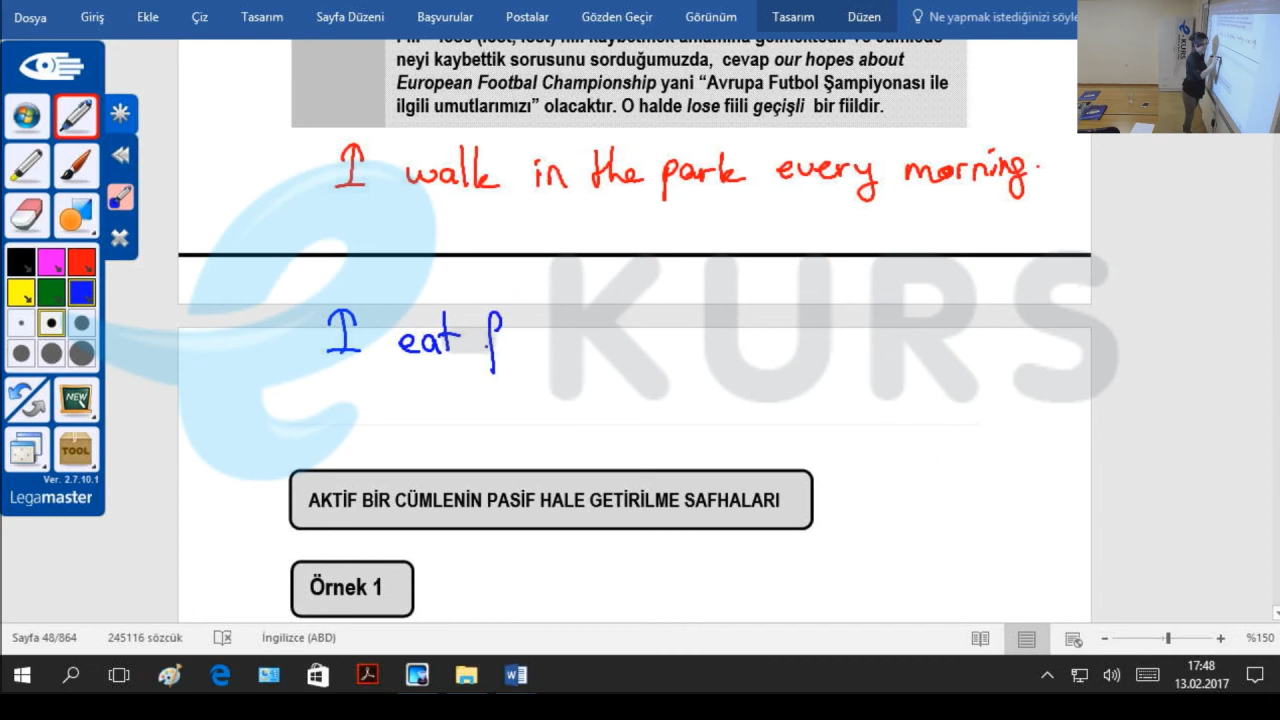 Dosya Giriş Ekle Çiz Tasarım Sayfa Düzeni Başvurular Postalar Gözden Geçir Görünüm Tasarım Düzen Ne yapmak istediğinizi söyle
neyi kaybettik sorusunu sorduğumuzda, cevap our hopes about
European Footbal Championship yani “Avrupa Futbol Şampiyonası ile
ilgili umutlarımızı” olacaktır. O halde lose fiili geçişli bir fiildir.
I walk in the park every morning.
I eat f
e-KURS
NEW
TOOL
Ver. 2.7.10.1
Legamaster
AKTİF BİR CÜMLENİN PASİF HALE GETİRİLME SAFHALARI
Örnek 1
Sayfa 48/864 245116 sözcük İngilizce (ABD) %150
17:48
13.02.2017